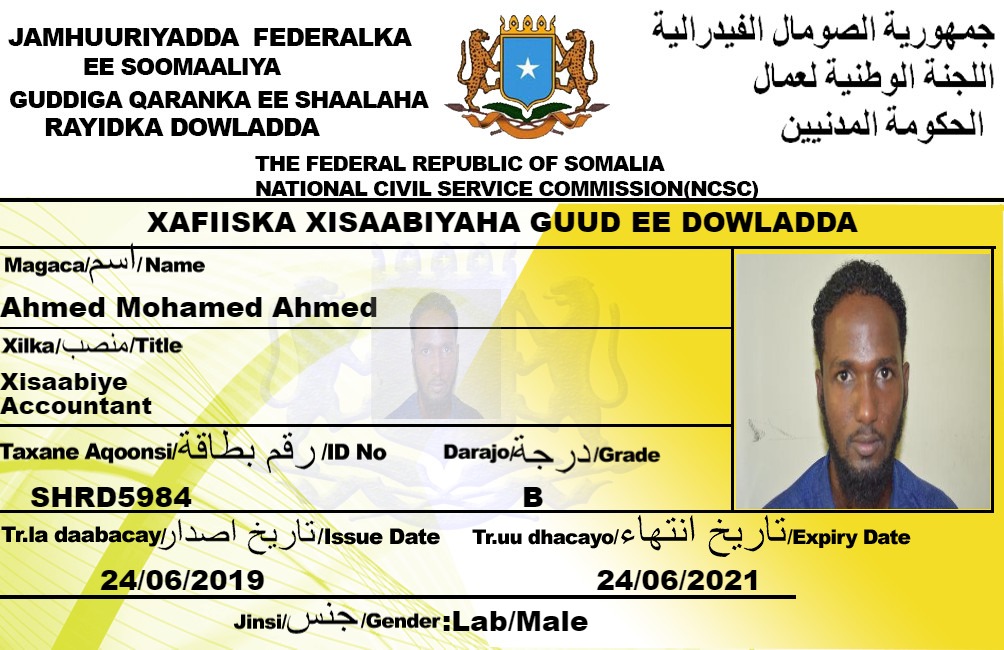 JAMHUURIYADDA FEDERALKA
EE SOOMAALIYA
GUDDIGA QARANKA EE SHAALAHA
RAYIDKA DOWLADDA
جمهورية الصومال الفيدرالية
اللجنة الوطنية لعمال
الحكومة المدنيين
THE FEDERAL REPUBLIC OF SOMALIA
NATIONAL CIVIL SERVICE COMMISSION(NCSC)
XAFIISKA XISAABIYAHA GUUD EE DOWLADDA
Magaca/اسم/Name
Ahmed Mohamed Ahmed
Xilka/منصب/Title
Xisaabiye
Accountant
Taxane Aqoonsi/رقم بطاقة/ID No
Darajo/درجة/Grade
SHRD5984
B
Tr.la daabacay/تاريخ اصدار/Issue Date
Tr.uu dhacayo/تاريخ انتهاء/Expiry Date
24/06/2019
24/06/2021
Jinsi/جنس/Gender:Lab/Male